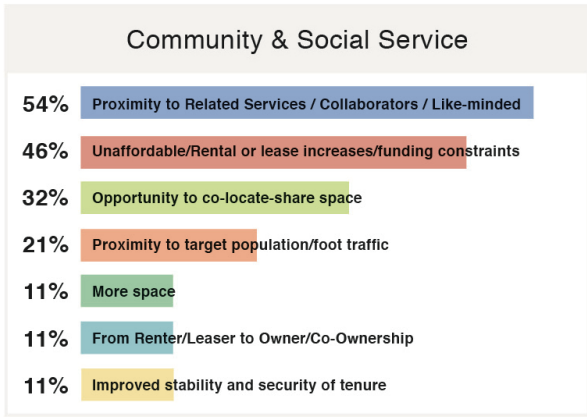 Community & Social Service
54% Proximity to Related Services / Collaborators / Like-minded
46% Unaffordable/Rental or lease increases/funding constraints
32% Opportunity to co-locate-share space
21% Proximity to target population/foot traffic
11% More space
11% From Renter/Leaser to Owner/Co-Ownership
11% Improved stability and security of tenure